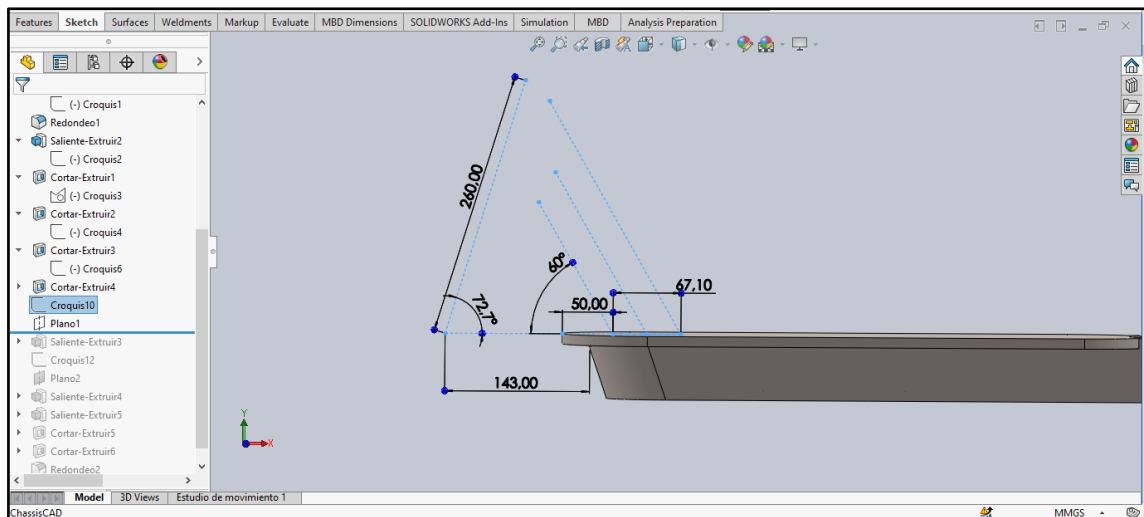 Features Sketch Surfaces Weldments Markup Evaluate MBD Dimensions SOLIDWORKS Add-Ins Simulation MBD Analysis Preparation
(-) Croquis1
Redondeo1
Saliente-Extruir2
(-) Croquis2
Cortar-Extruir1
(-) Croquis3
Cortar-Extruir2
(-) Croquis4
Cortar-Extruir3
(-) Croquis6
Cortar-Extruir4
Croquis10
Plano1
Saliente-Extruir3
Croquis12
Plano2
Saliente-Extruir4
Saliente-Extruir5
Cortar-Extruir5
Cortar-Extruir6
Redondeo2
260,00
60°
72,7°
50,00
67,10
143,00
Y
X
Model 3D Views Estudio de movimiento 1
ChassisCAD MMGS